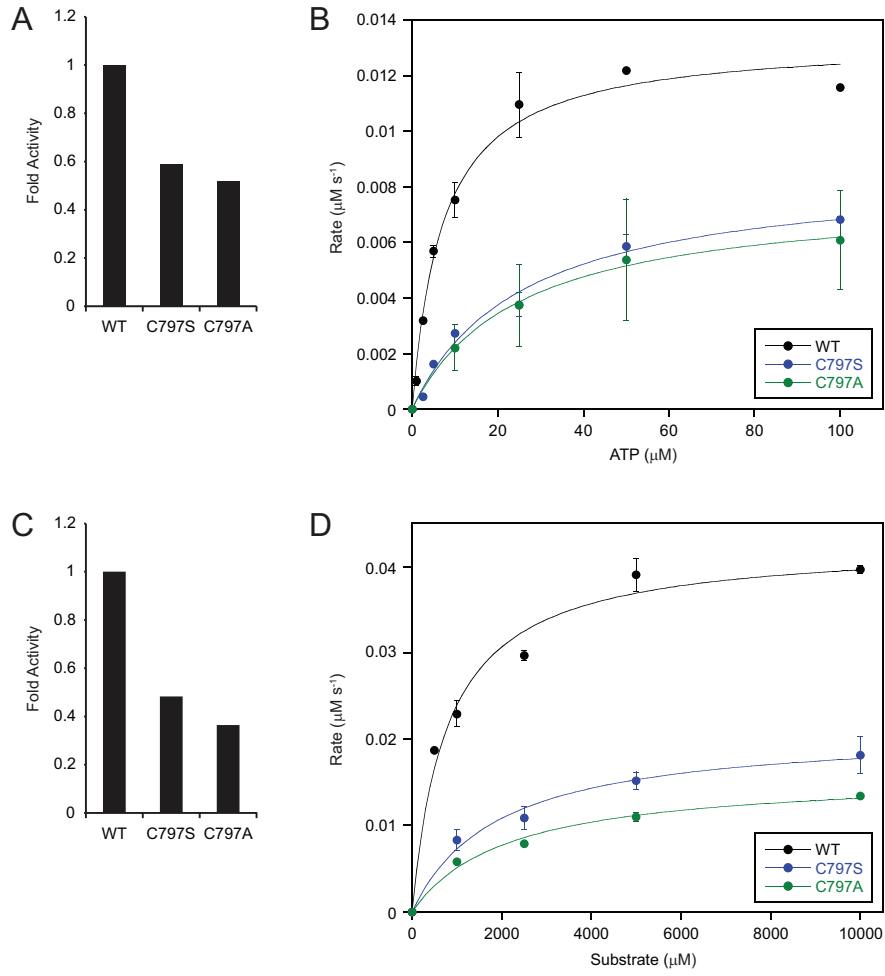 A
1.2
1
0.8
0.6
0.4
0.2
0
Fold Activity
WT C797S C797A
B
0.014
0.012
0.010
0.008
0.006
0.004
0.002
0
Rate (μM s⁻¹)
0 20 40 60 80 100
ATP (μM)
WT
C797S
C797A
C
1.2
1
0.8
0.6
0.4
0.2
0
Fold Activity
WT C797S C797A
D
0.04
0.03
0.02
0.01
0
Rate (μM s⁻¹)
0 2000 4000 6000 8000 10000
Substrate (μM)
WT
C797S
C797A